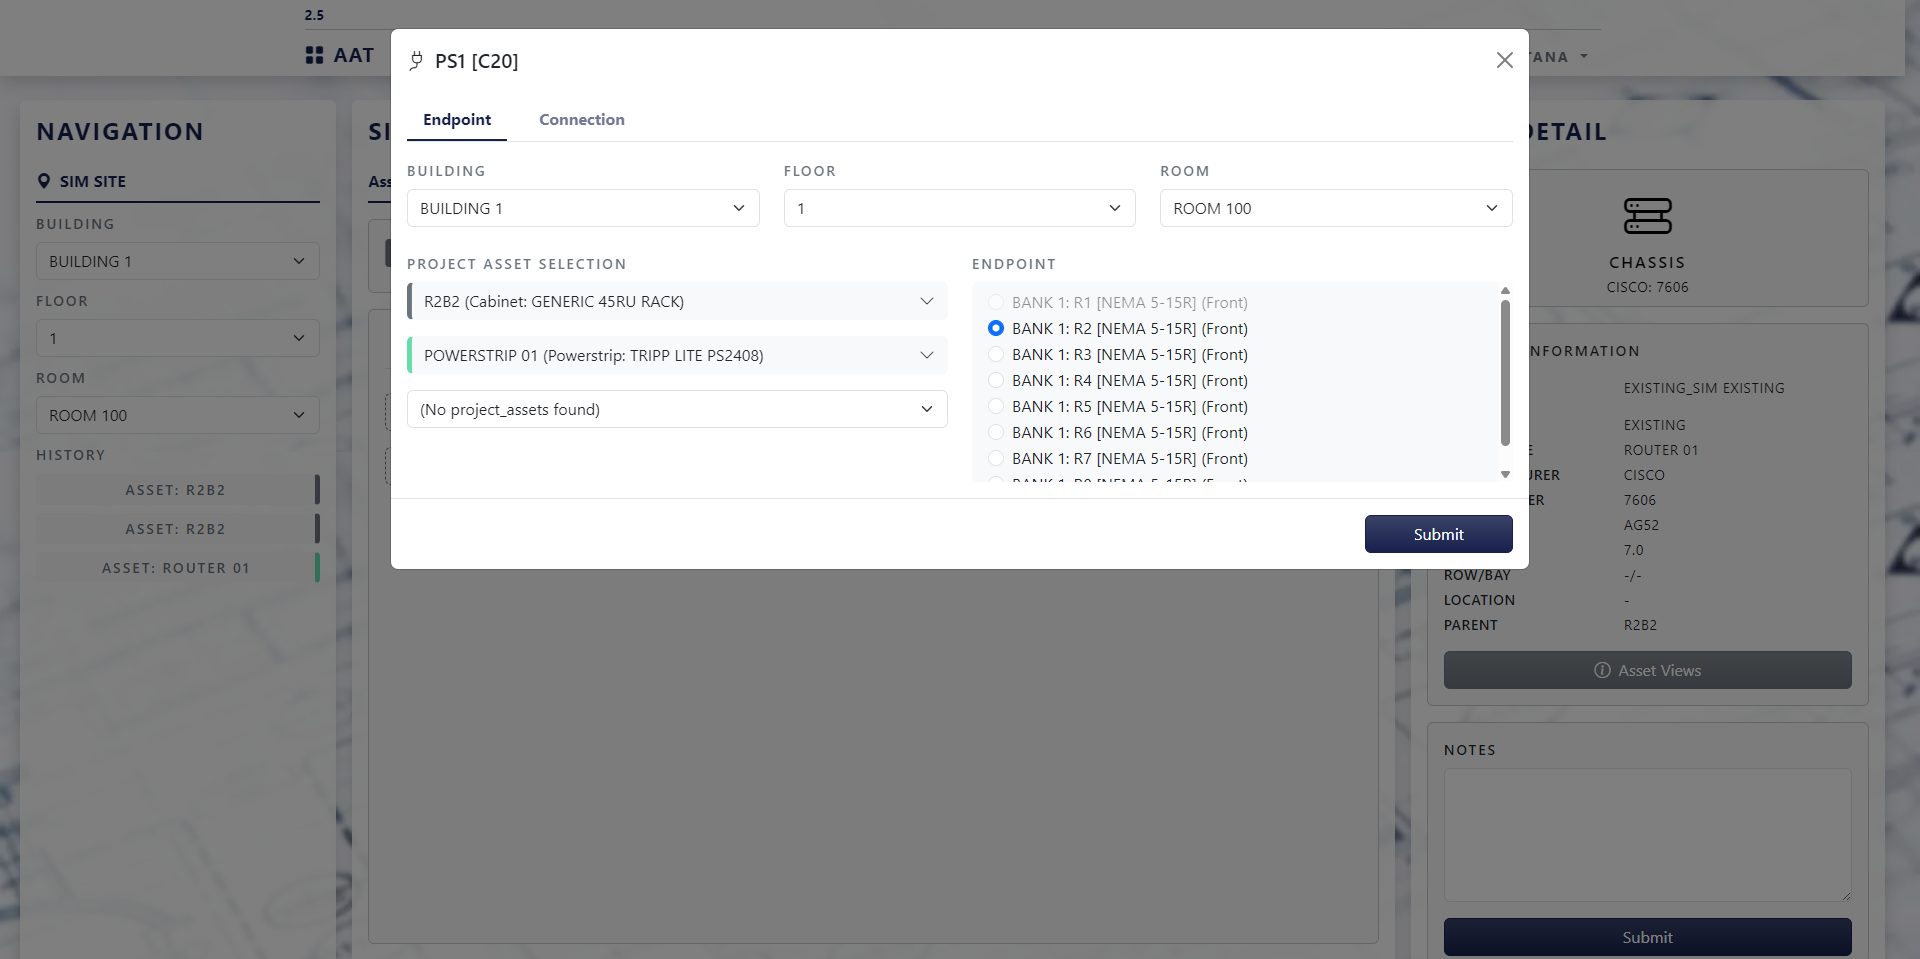 2.5
AAT
TANA
NAVIGATION
SIM SITE
BUILDING
BUILDING 1
FLOOR
1
ROOM
ROOM 100
HISTORY
ASSET: R2B2
ASSET: R2B2
ASSET: ROUTER 01
SI
Ass
PS1 [C20]
Endpoint
Connection
BUILDING
FLOOR
ROOM
BUILDING 1
1
ROOM 100
PROJECT ASSET SELECTION
R2B2 (Cabinet: GENERIC 45RU RACK)
POWERSTRIP 01 (Powerstrip: TRIPP LITE PS2408)
(No project_assets found)
ENDPOINT
BANK 1: R1 [NEMA 5-15R] (Front)
BANK 1: R2 [NEMA 5-15R] (Front)
BANK 1: R3 [NEMA 5-15R] (Front)
BANK 1: R4 [NEMA 5-15R] (Front)
BANK 1: R5 [NEMA 5-15R] (Front)
BANK 1: R6 [NEMA 5-15R] (Front)
BANK 1: R7 [NEMA 5-15R] (Front)
Submit
DETAIL
CHASSIS
CISCO: 7606
NFORMATION
EXISTING_SIM EXISTING
EXISTING
E ROUTER 01
URER CISCO
ER 7606
AG52
7.0
ROW/BAY -/-
LOCATION -
PARENT R2B2
Asset Views
NOTES
Submit